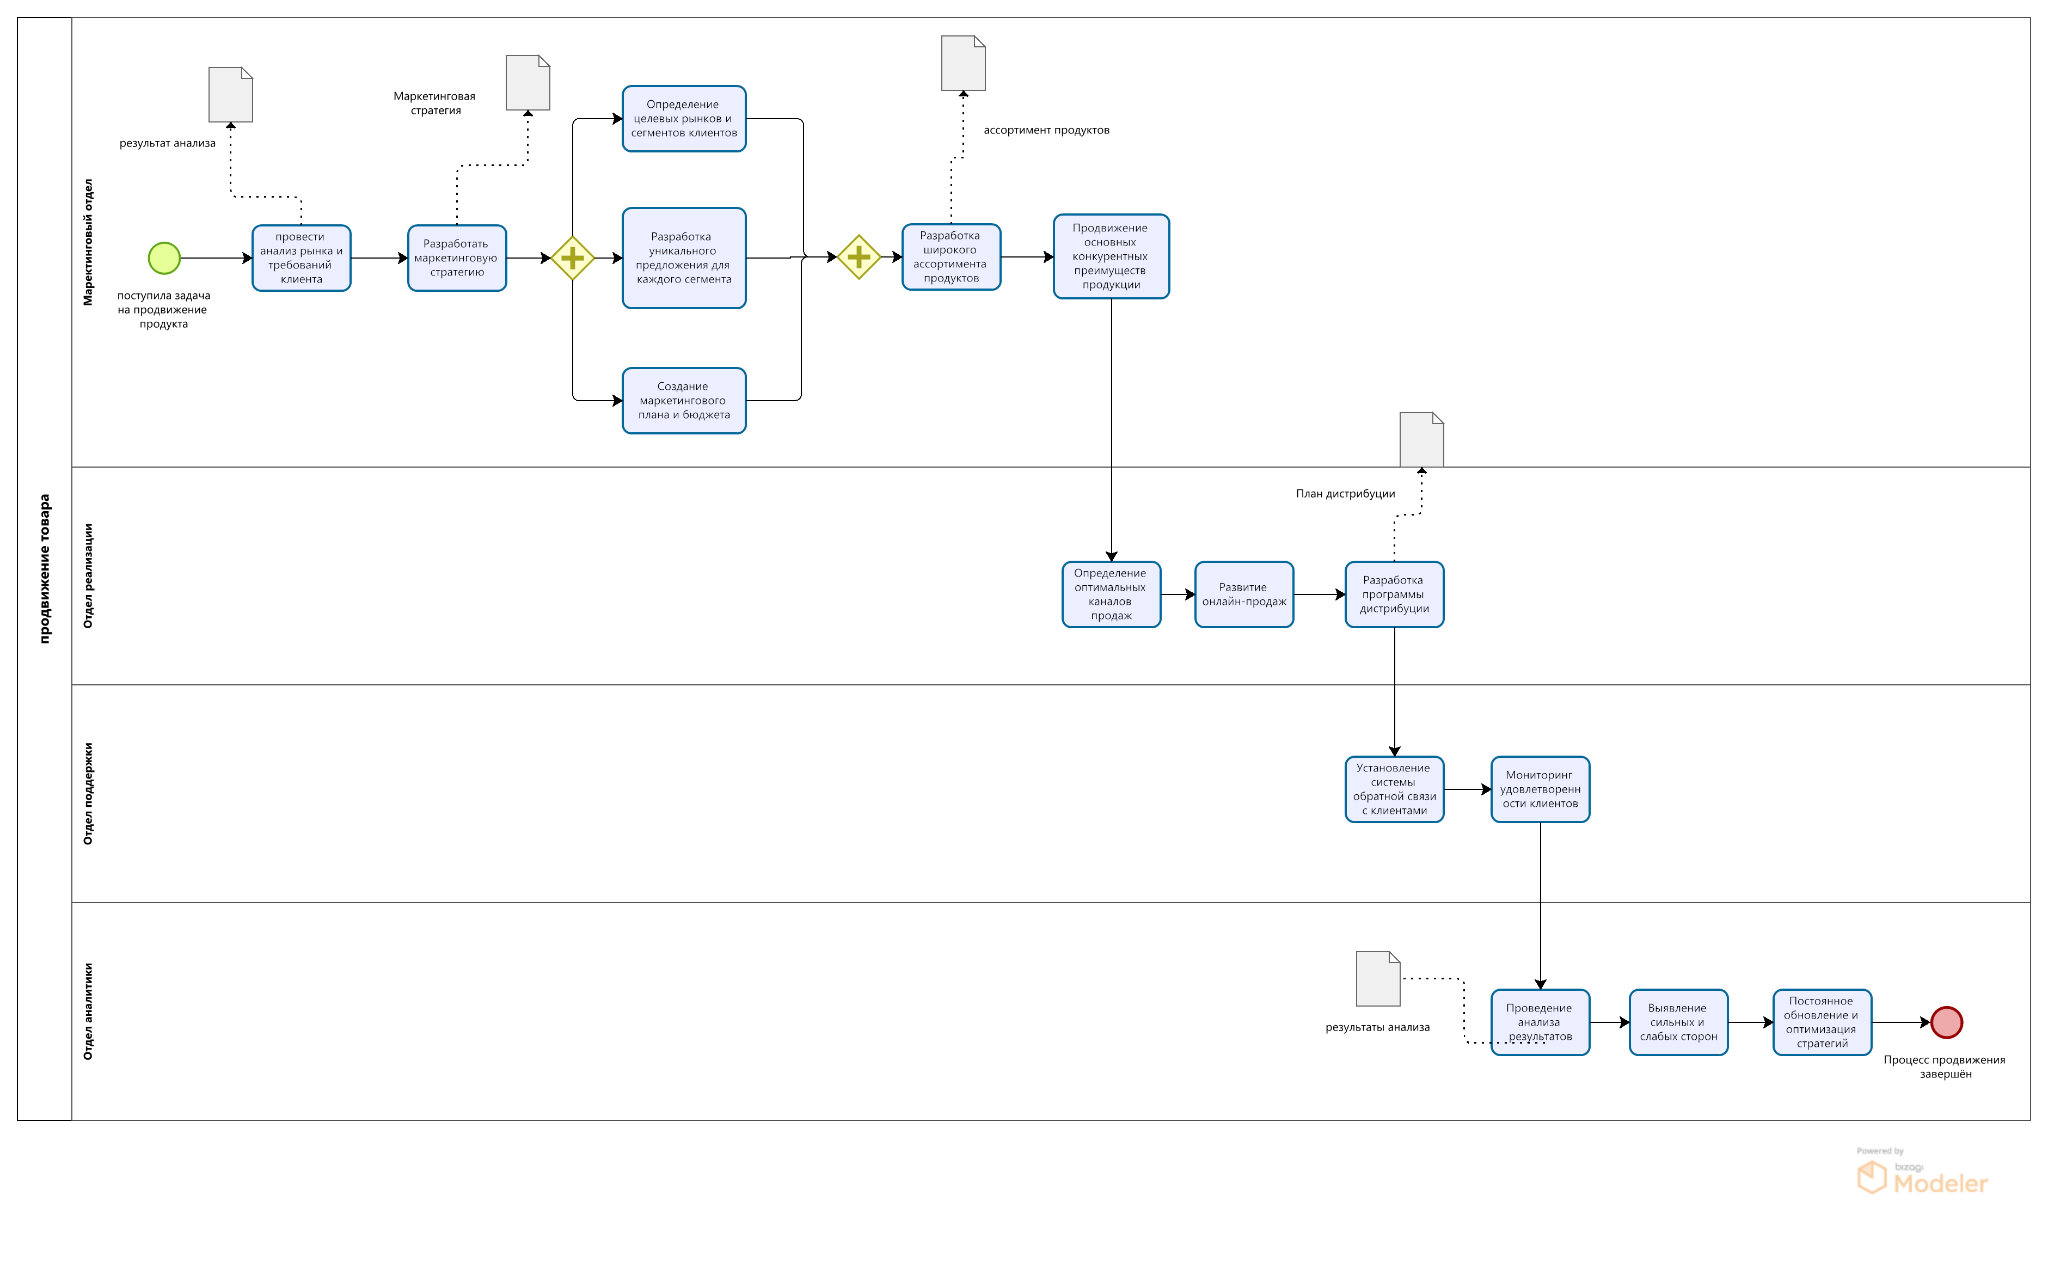 продвижение товара
Маркетинговый отдел
результат анализа
Маркетинговая
стратегия
ассортимент продуктов
поступила задача
на продвижение
продукта
провести
анализ рынка и
требований
клиента
Разработать
маркетинговую
стратегию
Определение
целевых рынков и
сегментов клиентов
Разработка
уникального
предложения для
каждого сегмента
Создание
маркетингового
плана и бюджета
Разработка
широкого
ассортимента
продуктов
Продвижение
основных
конкурентных
преимуществ
продукции
Отдел реализации
План дистрибуции
Определение
оптимальных
каналов
продаж
Развитие
онлайн-продаж
Разработка
программы
дистрибуции
Отдел поддержки
Установление
системы
обратной связи
с клиентами
Мониторинг
удовлетворенн
ости клиентов
Отдел аналитики
результаты анализа
Проведение
анализа
результатов
Выявление
сильных и
слабых сторон
Постоянное
обновление и
оптимизация
стратегий
Процесс продвижения
завершён
Powered by
bizagi
Modeler